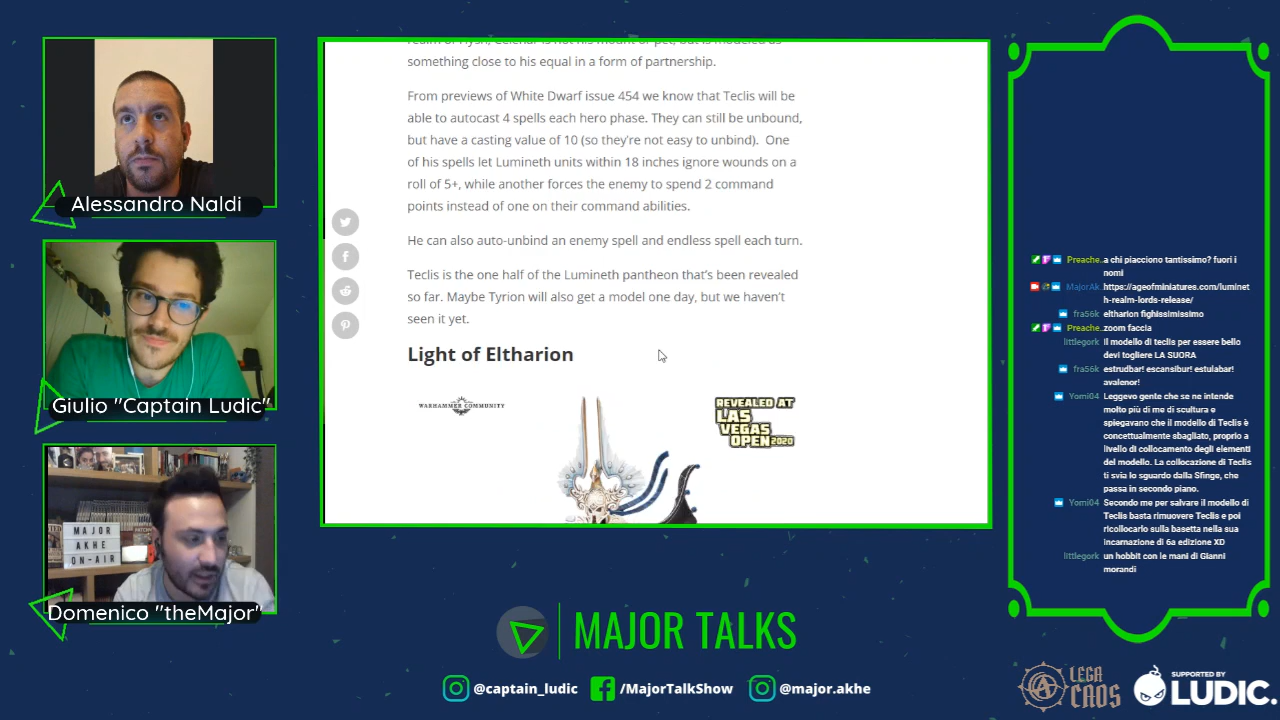 Alessandro Naldi
Giulio "Captain Ludic"
MAJOR
AKHE
ON-AIR
Domenico "theMajor"
something close to his equal in a form of partnership.
From previews of White Dwarf issue 454 we know that Teclis will be
able to autocast 4 spells each hero phase. They can still be unbound,
but have a casting value of 10 (so they're not easy to unbind). One
of his spells let Lumineth units within 18 inches ignore wounds on a
roll of 5+, while another forces the enemy to spend 2 command
points instead of one on their command abilities.
He can also auto-unbind an enemy spell and endless spell each turn.
Teclis is the one half of the Lumineth pantheon that's been revealed
so far. Maybe Tyrion will also get a model one day, but we haven't
seen it yet.
Light of Eltharion
WARHAMMER COMMUNITY
REVEALED AT
LAS
VEGAS
OPEN 2020
Preache.. a chi piacciono tantissimo? fuori i
nomi
MajorAk https://ageofminiatures.com/luminet
h-realm-lords-release/
fra56k eltharion fighissimissimo
Preache.. zoom faccia
littlegork il modello di teclis per essere bello
devi togliere LA SUORA
fra56k estrudbar! escansibur! estulabar!
avalenor!
Yomi04 Leggevo gente che se ne intende
molto più di me di scultura e
spiegavano che il modello di Teclis è
concettualmente sbagliato, proprio a
livello di collocamento degli elementi
del modello. La collocazione di Teclis
ti svia lo sguardo dalla Sfinge, che
passa in secondo piano.
Yomi04 Secondo me per salvare il modello di
Teclis basta rimuovere Teclis e poi
ricollocarlo sulla basetta nella sua
incarnazione di 6a edizione XD
littlegork un hobbit con le mani di Gianni
morandi
MAJOR TALKS
@captain_ludic /MajorTalkShow @major.akhe
LEGA
CAOS
SUPPORTED BY
LUDIC.